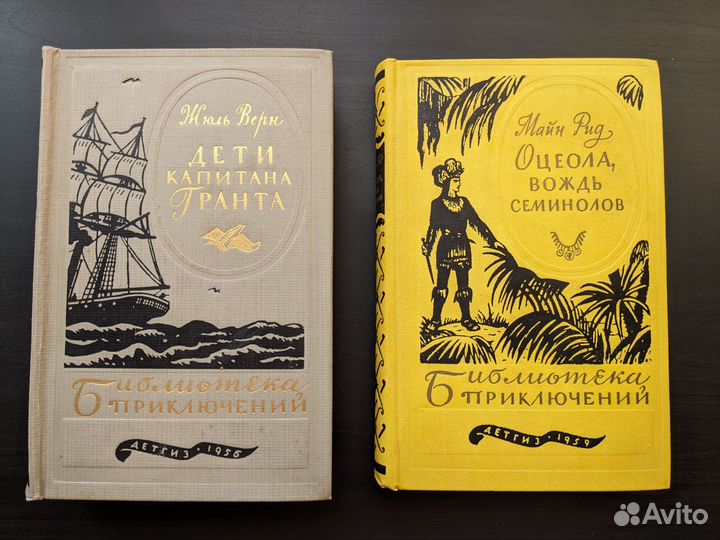 Жюль Верн
ДЕТИ
КАПИТАНА
ГРАНТА
БИБЛИОТЕКА
ПРИКЛЮЧЕНИЙ
ДЕТГИЗ • 1956
Майн Рид
ОЦЕОЛА,
ВОЖДЬ
СЕМИНОЛОВ
БИБЛИОТЕКА
ПРИКЛЮЧЕНИЙ
ДЕТГИЗ • 1959
Avito